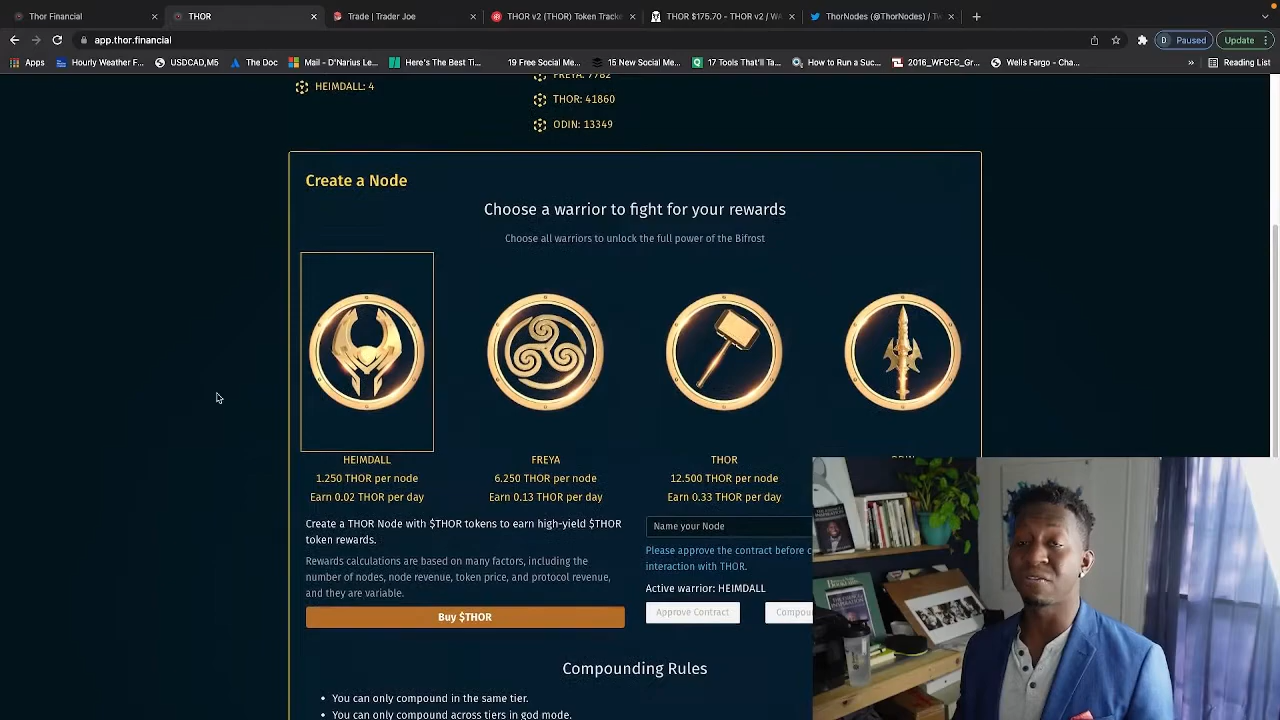 Thor Financial
THOR
Trade | Trader Joe
THOR v2 (THOR) Token Tracke
THOR $175.70 - THOR v2 / WA
ThorNodes (@ThorNodes) / Tw
app.thor.financial
D Paused
Update
Apps
Hourly Weather F...
USDCAD,M5
The Doc
Mail - D'Narius Le...
Here's The Best Ti...
19 Free Social Me...
15 New Social Me...
17 Tools That'll Ta...
How to Run a Suc...
2016_WFCFG_Gr...
Wells Fargo - Cha...
»
Reading List
FREYA: 7782
HEIMDALL: 4
THOR: 41860
ODIN: 13349
Create a Node
Choose a warrior to fight for your rewards
Choose all warriors to unlock the full power of the Bifrost
HEIMDALL
FREYA
THOR
1.250 THOR per node
6.250 THOR per node
12.500 THOR per node
Earn 0.02 THOR per day
Earn 0.13 THOR per day
Earn 0.33 THOR per day
Create a THOR Node with $THOR tokens to earn high-yield $THOR
token rewards.
Rewards calculations are based on many factors, including the
number of nodes, node revenue, token price, and protocol revenue,
and they are variable.
Buy $THOR
Name your Node
Please approve the contract before c
interaction with THOR.
Active warrior: HEIMDALL
Approve Contract
Compou
Compounding Rules
• You can only compound in the same tier.
• You can only compound across tiers in god mode.